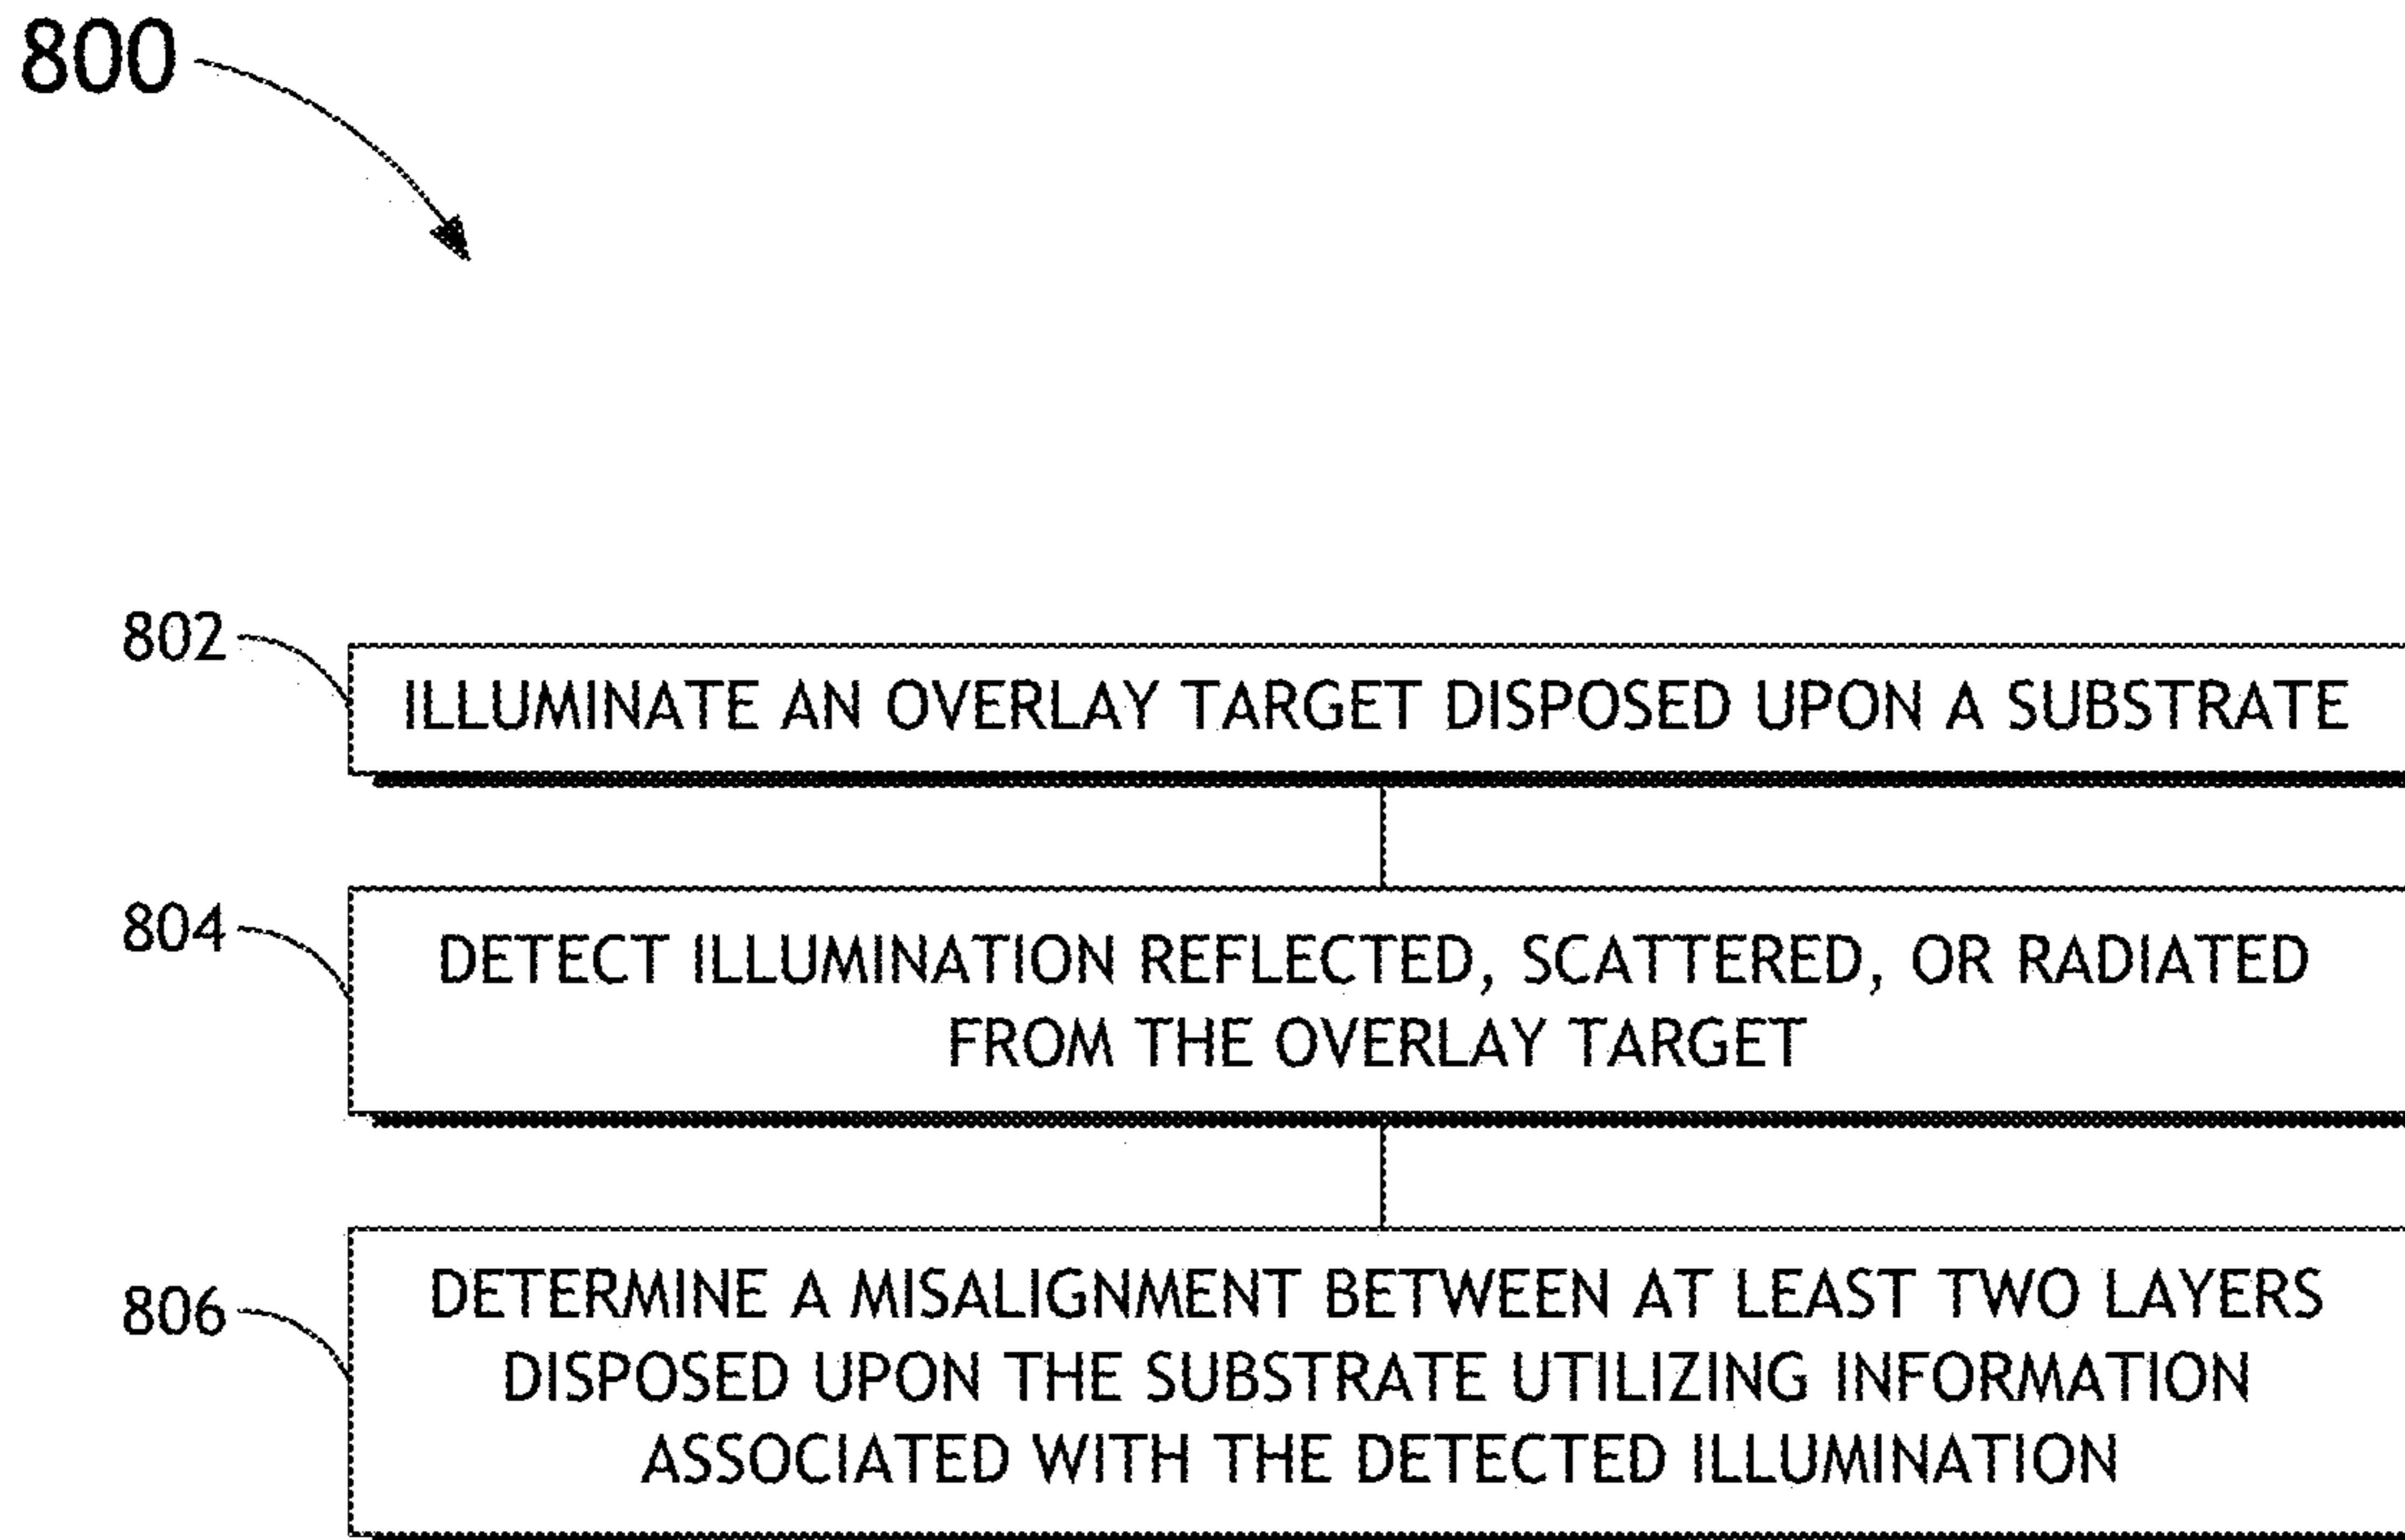 800
802
ILLUMINATE AN OVERLAY TARGET DISPOSED UPON A SUBSTRATE
804
DETECT ILLUMINATION REFLECTED, SCATTERED, OR RADIATED
FROM THE OVERLAY TARGET
806
DETERMINE A MISALIGNMENT BETWEEN AT LEAST TWO LAYERS
DISPOSED UPON THE SUBSTRATE UTILIZING INFORMATION
ASSOCIATED WITH THE DETECTED ILLUMINATION